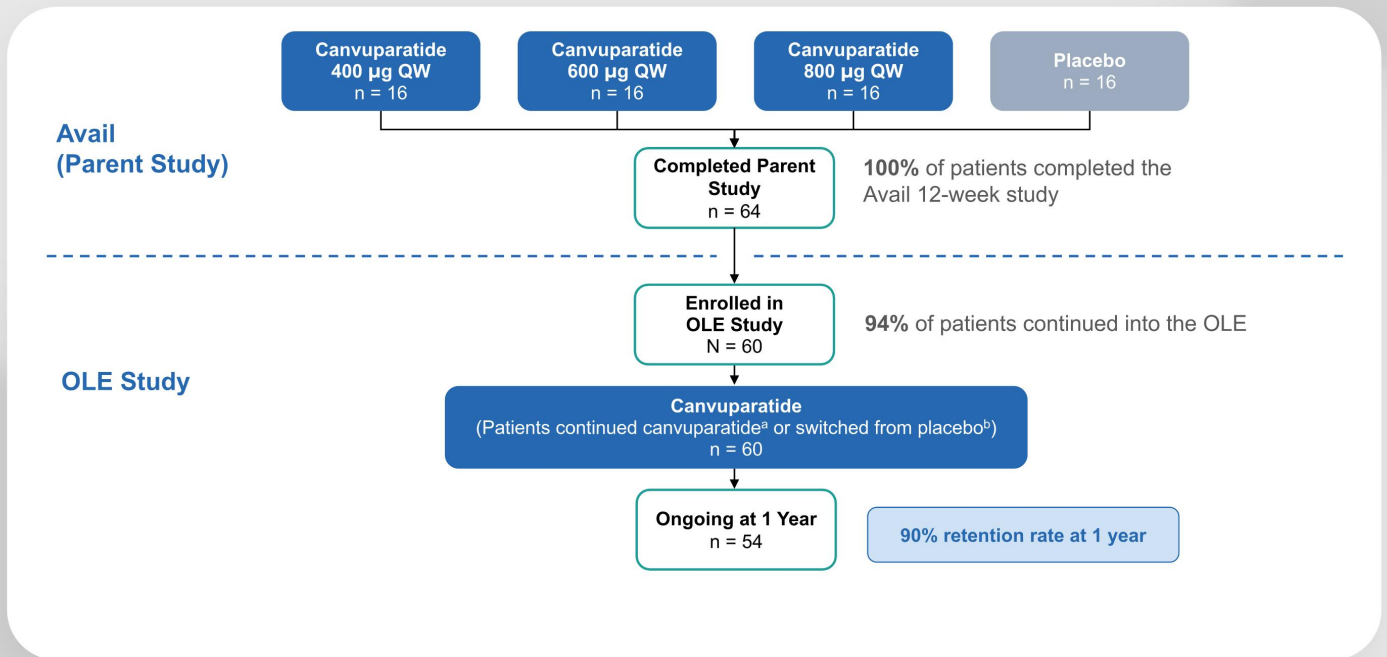 Canvuparatide
400 µg QW
n = 16
Canvuparatide
600 µg QW
n = 16
Canvuparatide
800 µg QW
n = 16
Placebo
n = 16
Avail
(Parent Study)
Completed Parent
Study
n = 64
100% of patients completed the
Avail 12-week study
Enrolled in
OLE Study
N = 60
94% of patients continued into the OLE
OLE Study
Canvuparatide
(Patients continued canvuparatideᵃ or switched from placeboᵇ)
n = 60
Ongoing at 1 Year
n = 54
90% retention rate at 1 year